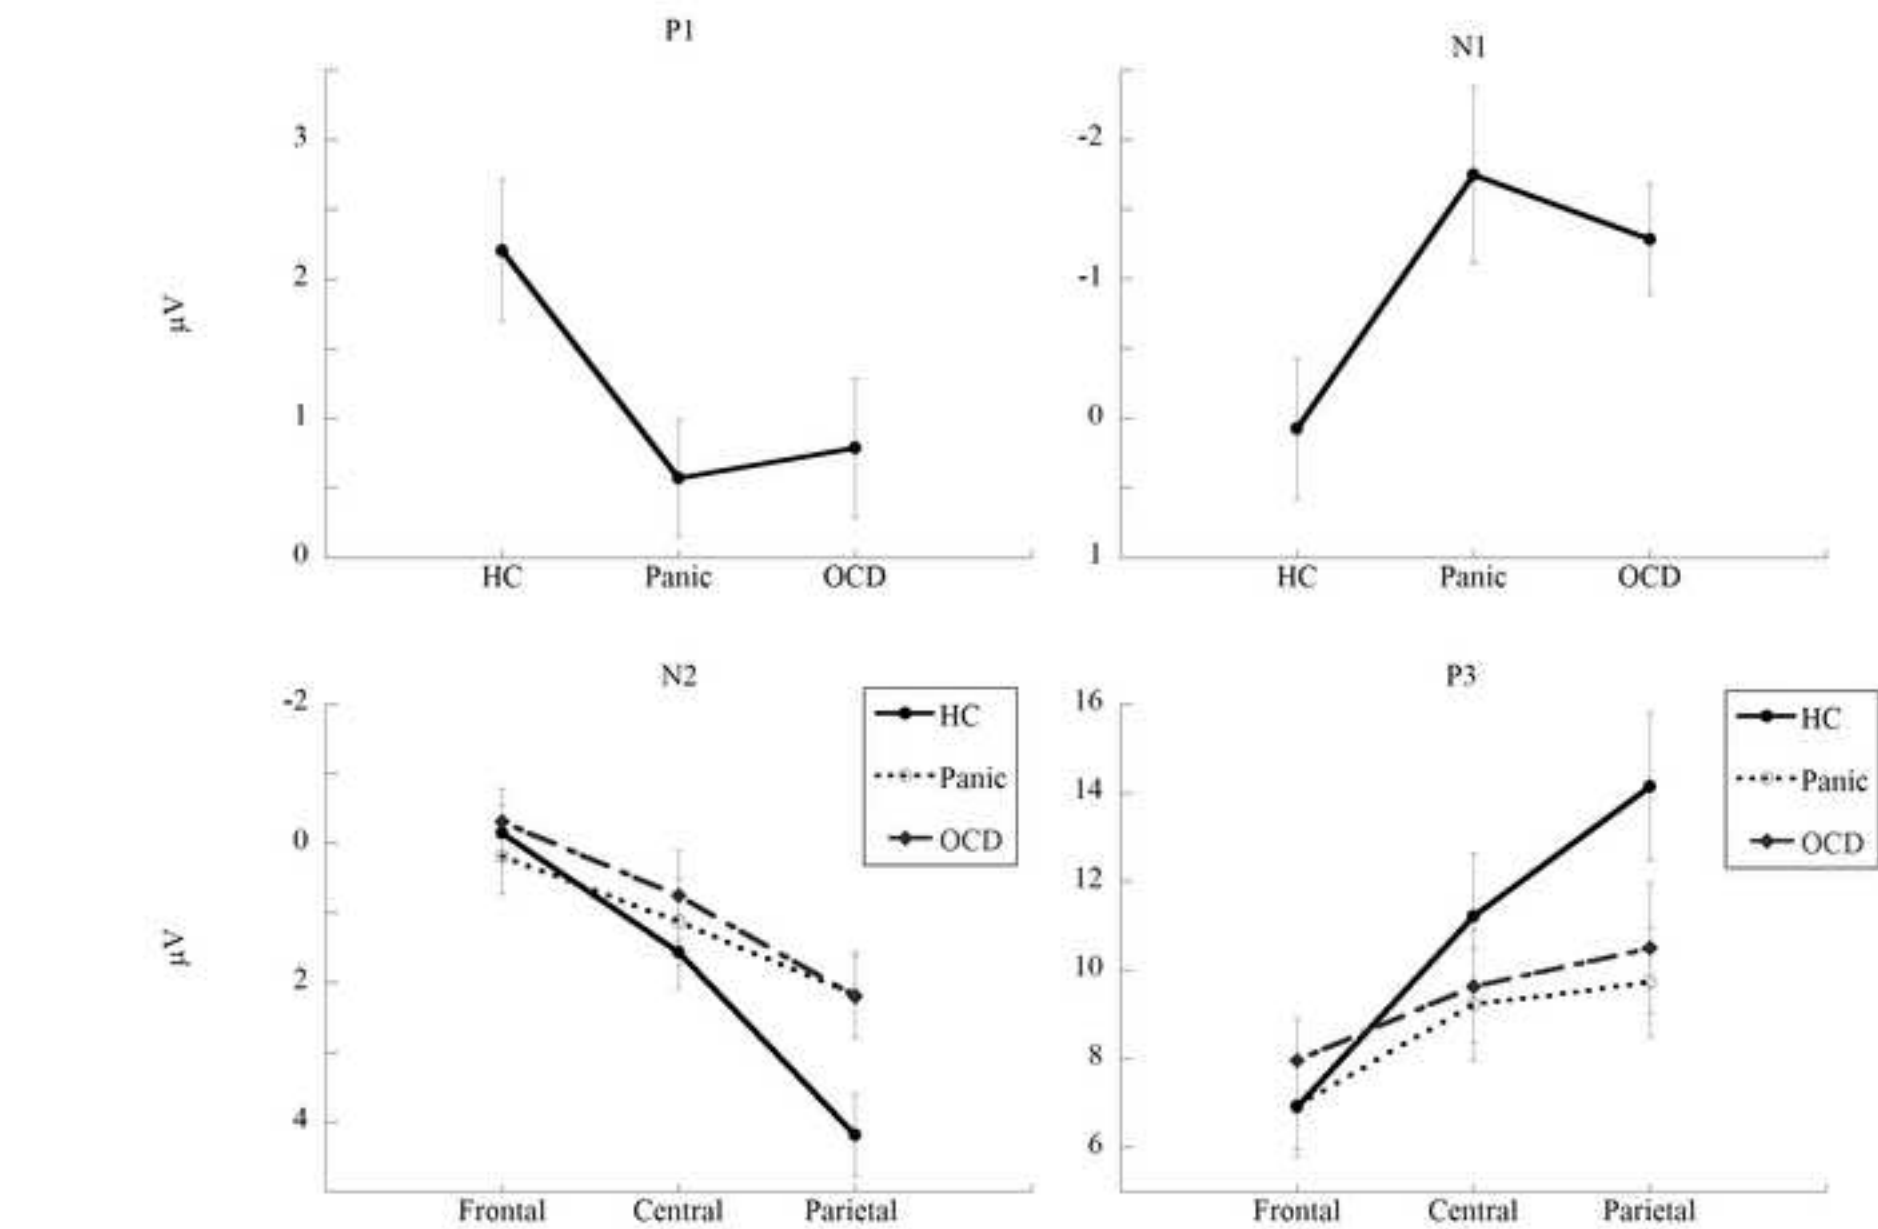 P1
3
2
1
0
µV
HC Panic OCD
N1
-2
-1
0
1
HC Panic OCD
N2
-2
0
2
4
µV
HC
Panic
OCD
Frontal Central Parietal
P3
16
14
12
10
8
6
HC
Panic
OCD
Frontal Central Parietal